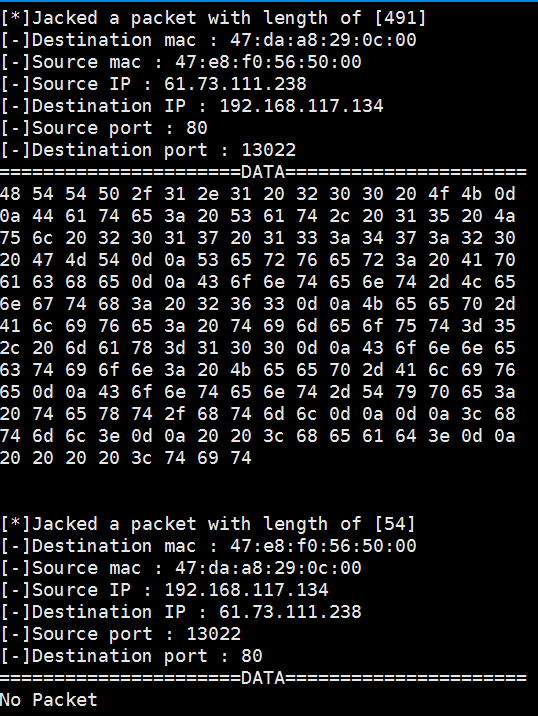 [*]Jacked a packet with length of [491]
[-]Destination mac : 47:da:a8:29:0c:00
[-]Source mac : 47:e8:f0:56:50:00
[-]Source IP : 61.73.111.238
[-]Destination IP : 192.168.117.134
[-]Source port : 80
[-]Destination port : 13022
======================DATA======================
48 54 54 50 2f 31 2e 31 20 32 30 30 20 4f 4b 0d
0a 44 61 74 65 3a 20 53 61 74 2c 20 31 35 20 4a
75 6c 20 32 30 31 37 20 31 33 3a 34 37 3a 32 30
20 47 4d 54 0d 0a 53 65 72 76 65 72 3a 20 41 70
61 63 68 65 0d 0a 43 6f 6e 74 65 6e 74 2d 4c 65
6e 67 74 68 3a 20 32 36 33 0d 0a 4b 65 65 70 2d
41 6c 69 76 65 3a 20 74 69 6d 65 6f 75 74 3d 35
2c 20 6d 61 78 3d 31 30 30 0d 0a 43 6f 6e 6e 65
63 74 69 6f 6e 3a 20 4b 65 65 70 2d 41 6c 69 76
65 0d 0a 43 6f 6e 74 65 6e 74 2d 54 79 70 65 3a
20 74 65 78 74 2f 68 74 6d 6c 0d 0a 0d 0a 3c 68
74 6d 6c 3e 0d 0a 20 20 3c 68 65 61 64 3e 0d 0a
20 20 20 20 3c 74 69 74
[*]Jacked a packet with length of [54]
[-]Destination mac : 47:e8:f0:56:50:00
[-]Source mac : 47:da:a8:29:0c:00
[-]Source IP : 192.168.117.134
[-]Destination IP : 61.73.111.238
[-]Source port : 13022
[-]Destination port : 80
======================DATA======================
No Packet